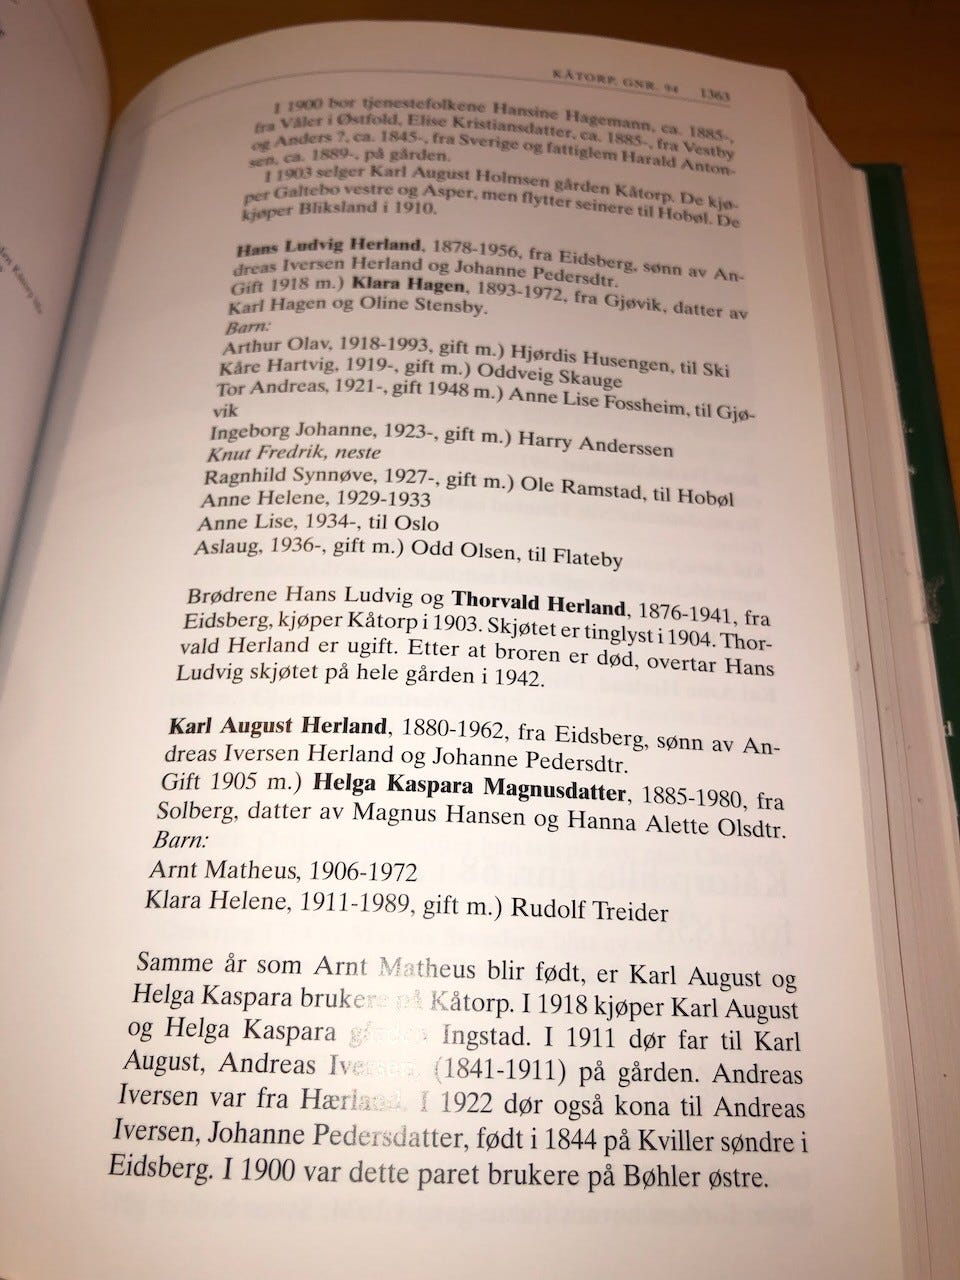 KÅTORP, GNR. 94 1363
I 1900 bor tjenestefolkene Hansine Hagemann, ca. 1885-,
fra Våler i Østfold, Elise Kristiansdatter, ca. 1885-, fra Vestby
og Anders ?, ca. 1845-, fra Sverige og fattiglem Harald Anton-
sen, ca. 1889-, på gården.
I 1903 selger Karl August Holmsen gården Kåtorp. De kjø-
per Galtebo vestre og Asper, men flytter seinere til Hobøl. De
kjøper Bliksland i 1910.
Hans Ludvig Herland, 1878-1956, fra Eidsberg, sønn av An-
dreas Iversen Herland og Johanne Pedersdtr.
Gift 1918 m.) Klara Hagen, 1893-1972, fra Gjøvik, datter av
Karl Hagen og Oline Stensby.
Barn:
Arthur Olav, 1918-1993, gift m.) Hjørdis Husengen, til Ski
Kåre Hartvig, 1919-, gift m.) Oddveig Skauge
Tor Andreas, 1921-, gift 1948 m.) Anne Lise Fossheim, til Gjø-
vik
Ingeborg Johanne, 1923-, gift m.) Harry Anderssen
Knut Fredrik, neste
Ragnhild Synnøve, 1927-, gift m.) Ole Ramstad, til Hobøl
Anne Helene, 1929-1933
Anne Lise, 1934-, til Oslo
Aslaug, 1936-, gift m.) Odd Olsen, til Flateby
Brødrene Hans Ludvig og Thorvald Herland, 1876-1941, fra
Eidsberg, kjøper Kåtorp i 1903. Skjøtet er tinglyst i 1904. Thor-
vald Herland er ugift. Etter at broren er død, overtar Hans
Ludvig skjøtet på hele gården i 1942.
Karl August Herland, 1880-1962, fra Eidsberg, sønn av An-
dreas Iversen Herland og Johanne Pedersdtr.
Gift 1905 m.) Helga Kaspara Magnusdatter, 1885-1980, fra
Solberg, datter av Magnus Hansen og Hanna Alette Olsdtr.
Barn:
Arnt Matheus, 1906-1972
Klara Helene, 1911-1989, gift m.) Rudolf Treider
Samme år som Arnt Matheus blir født, er Karl August og
Helga Kaspara brukere på Kåtorp. I 1918 kjøper Karl August
og Helga Kaspara gården Ingstad. I 1911 dør far til Karl
August, Andreas Iversen, (1841-1911) på gården. Andreas
Iversen var fra Hærland. I 1922 dør også kona til Andreas
Iversen, Johanne Pedersdatter, født i 1844 på Kviller søndre i
Eidsberg. I 1900 var dette paret brukere på Bøhler østre.